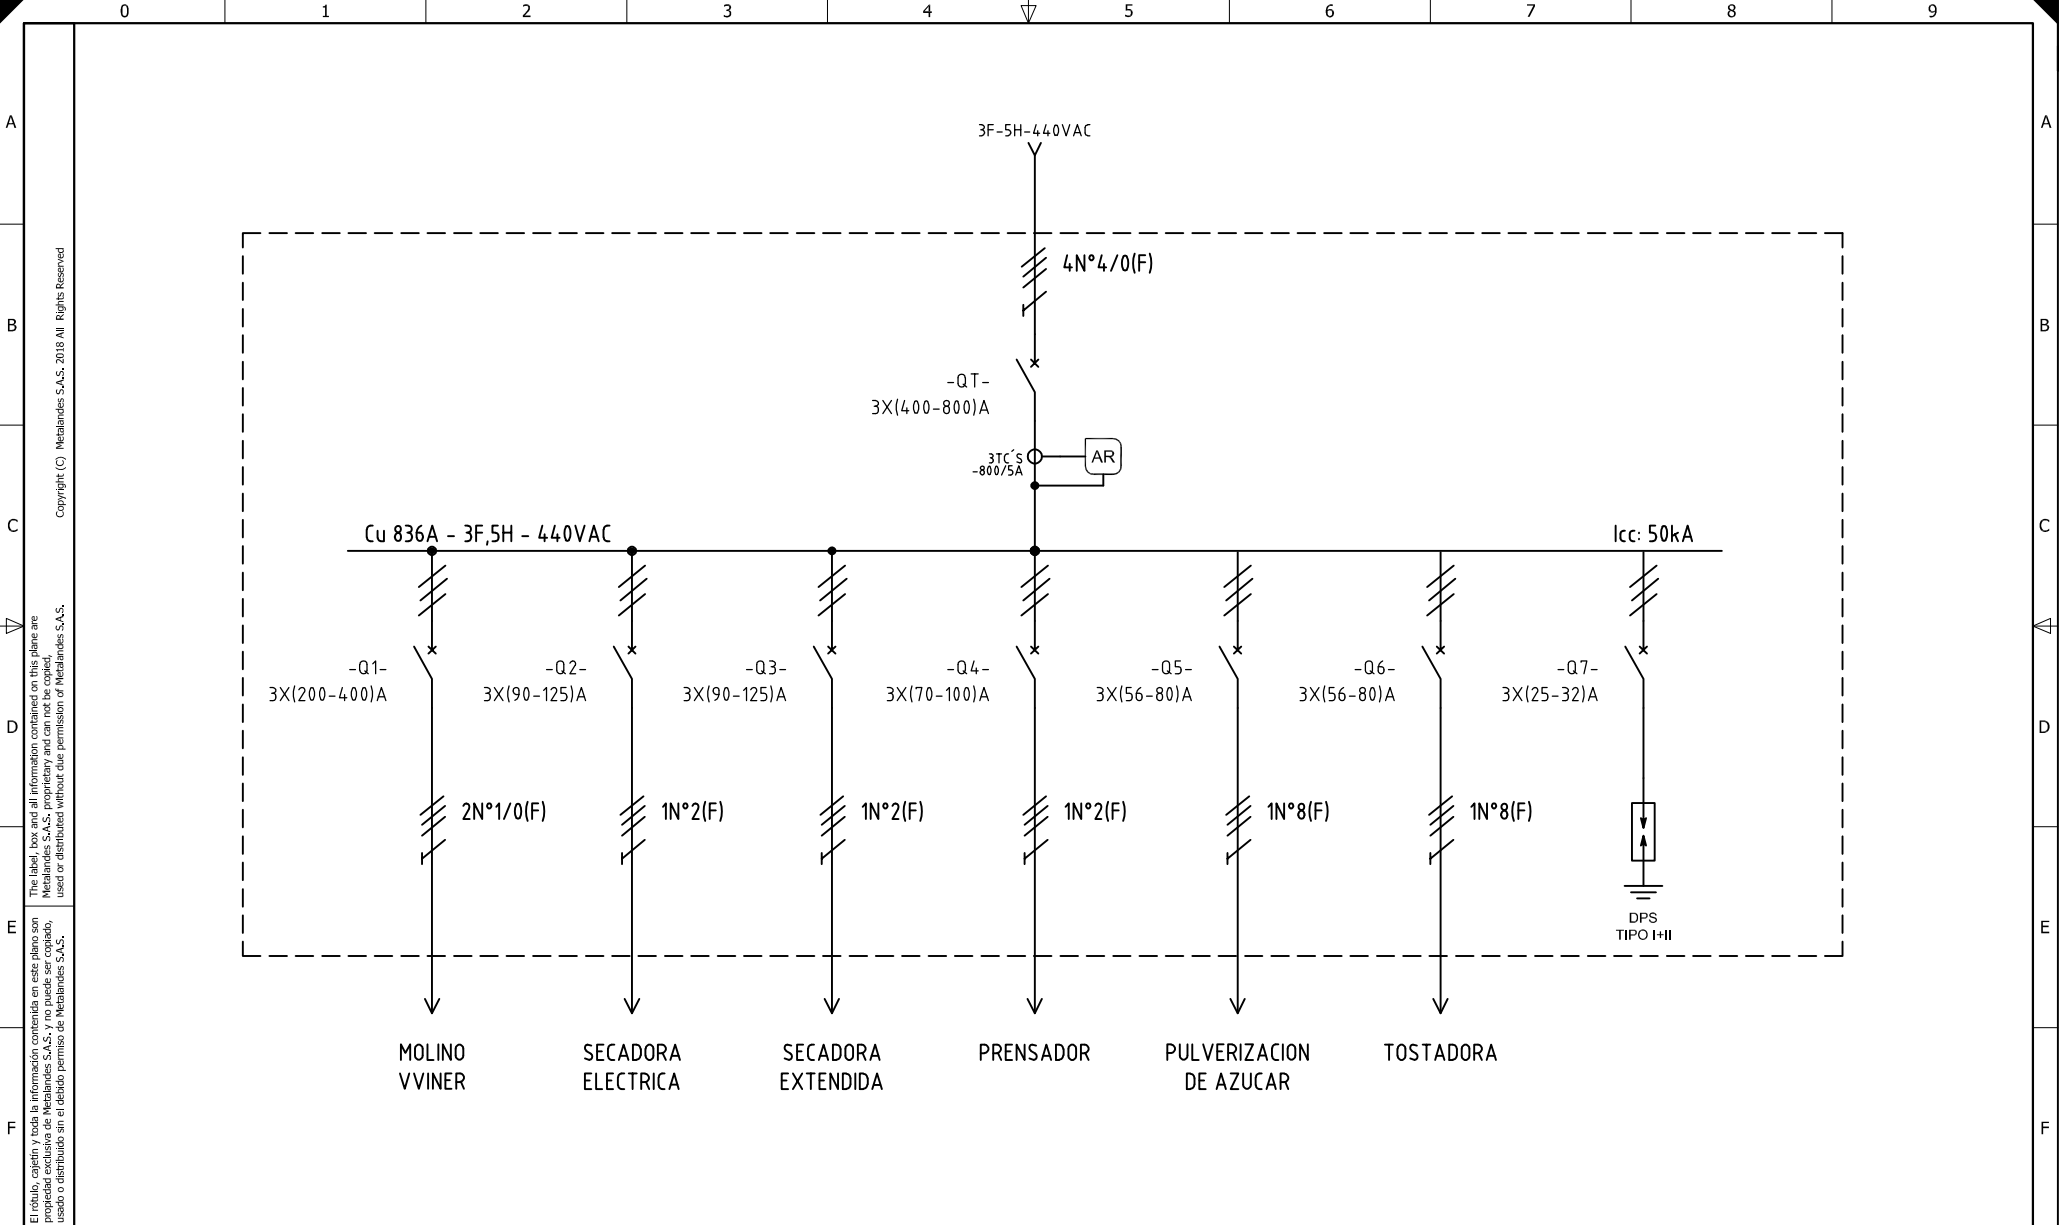 0 1 2 3 4 5 6 7 8 9
A A
3F-5H-440VAC
B B
4N°4/0(F)
-QT-
3X(400-800)A
3TC´S
-800/5A
AR
C C
Cu 836A - 3F,5H - 440VAC
Icc: 50kA
-Q1-
3X(200-400)A
-Q2-
3X(90-125)A
-Q3-
3X(90-125)A
-Q4-
3X(70-100)A
-Q5-
3X(56-80)A
-Q6-
3X(56-80)A
-Q7-
3X(25-32)A
D D
2N°1/0(F)
1N°2(F)
1N°2(F)
1N°2(F)
1N°8(F)
1N°8(F)
DPS
TIPO I+II
E E
MOLINO
VVINER
SECADORA
ELECTRICA
SECADORA
EXTENDIDA
PRENSADOR
PULVERIZACION
DE AZUCAR
TOSTADORA
F F
Copyright (C) Metalandes S.A.S. 2018 All Rights Reserved
The label, box and all information contained on this plane are
Metalandes S.A.S. proprietary and can not be copied,
used or distributed without due permission of Metalandes S.A.S.
El rótulo, cajetín y toda la información contenida en este plano son
propiedad exclusiva de Metalandes S.A.S. y no puede ser copiado,
usado o distribuido sin el debido permiso de Metalandes S.A.S.